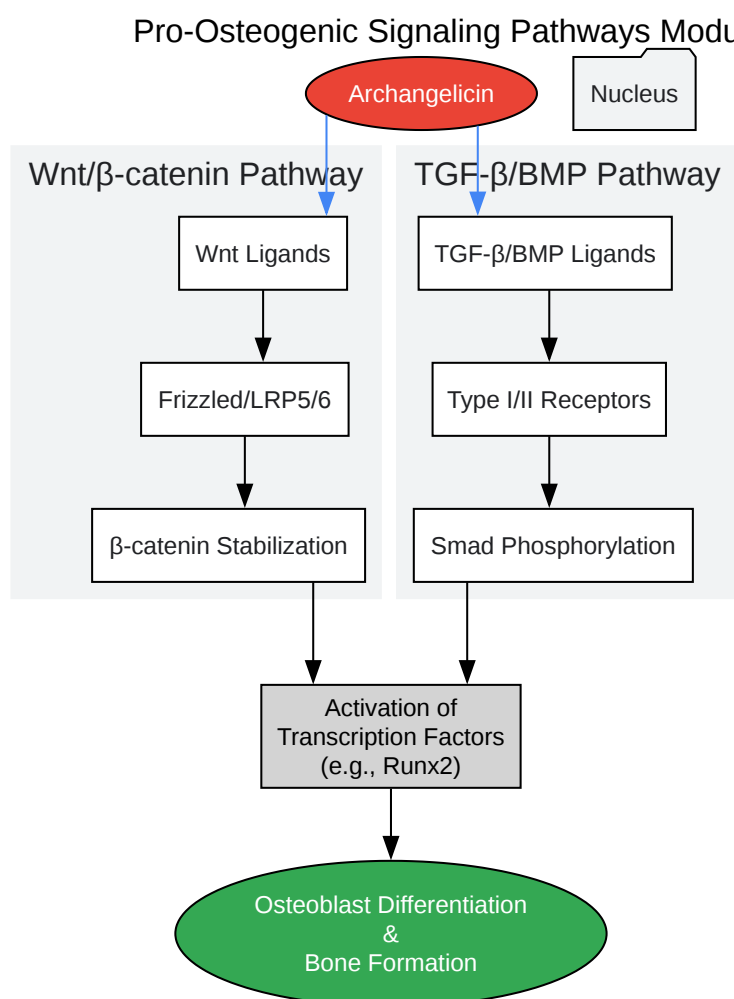 Pro-Osteogenic Signaling Pathways Modu
Archangelicin
Nucleus
Wnt/β-catenin Pathway
TGF-β/BMP Pathway
Wnt Ligands
TGF-β/BMP Ligands
Frizzled/LRP5/6
Type I/II Receptors
β-catenin Stabilization
Smad Phosphorylation
Activation of
Transcription Factors
(e.g., Runx2)
Osteoblast Differentiation
&
Bone Formation